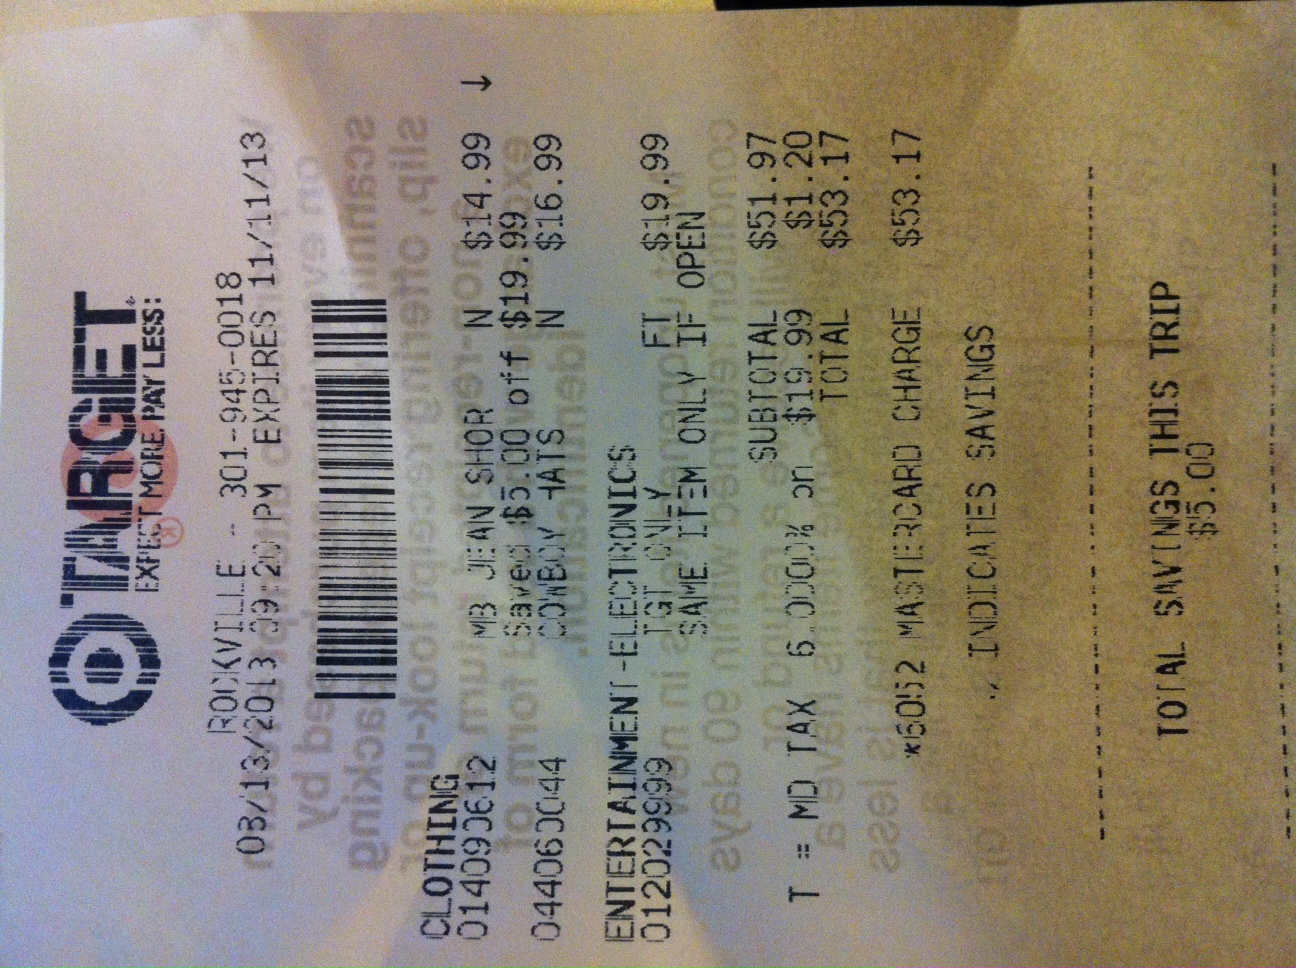 TARGET
EXPECT MORE. PAY LESS.
®
ROCKVILLE - 301-945-0018
08/13/2013 09:20 PM EXPIRES 11/11/13
CLOTHING
014090612 MB JEAN SHOR N $14.99 ↓
Saved $5.00 off $19.99
044060044 COWBOY HATS N $16.99
ENTERTAINMENT-ELECTRONICS
012029999 TGT ONLY FT $19.99
SAME ITEM ONLY IF OPEN
SUBTOTAL $51.97
T = MD TAX 6.0000% on $19.99 $1.20
TOTAL $53.17
*6052 MASTERCARD CHARGE $53.17
INDICATES SAVINGS
TOTAL SAVINGS THIS TRIP
$5.00